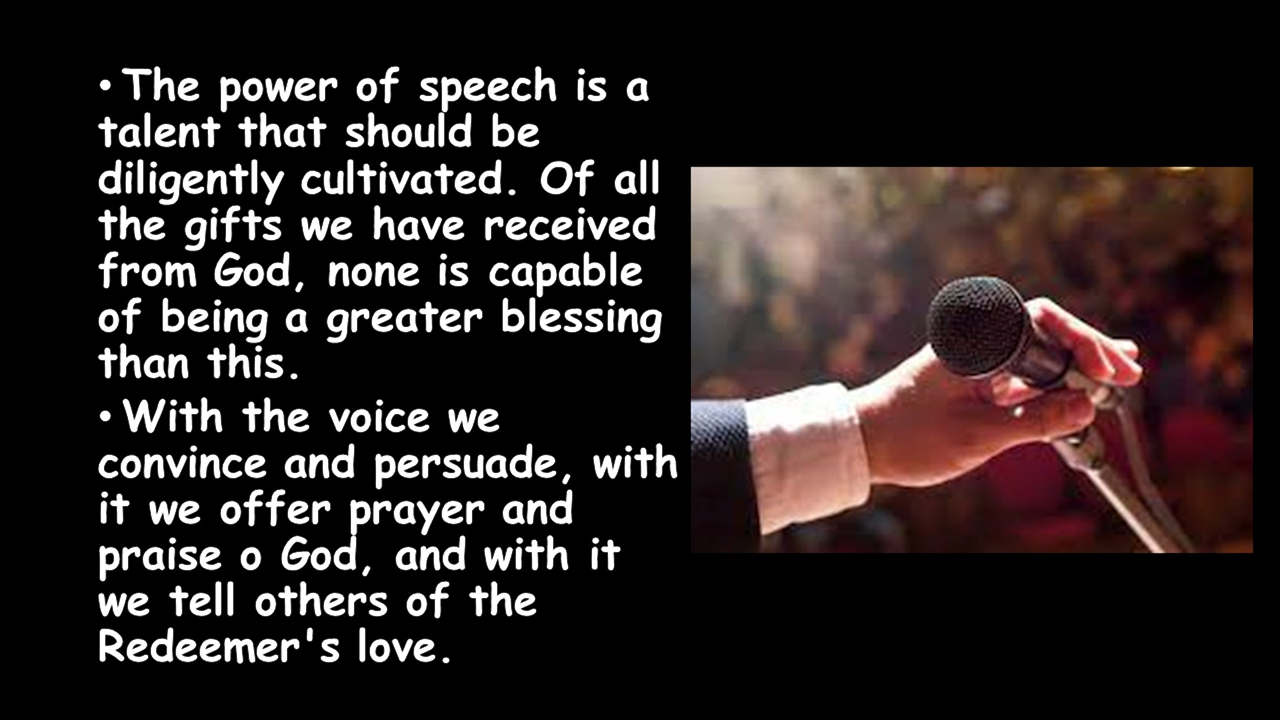 • The power of speech is a
talent that should be
diligently cultivated. Of all
the gifts we have received
from God, none is capable
of being a greater blessing
than this.
• With the voice we
convince and persuade, with
it we offer prayer and
praise o God, and with it
we tell others of the
Redeemer's love.